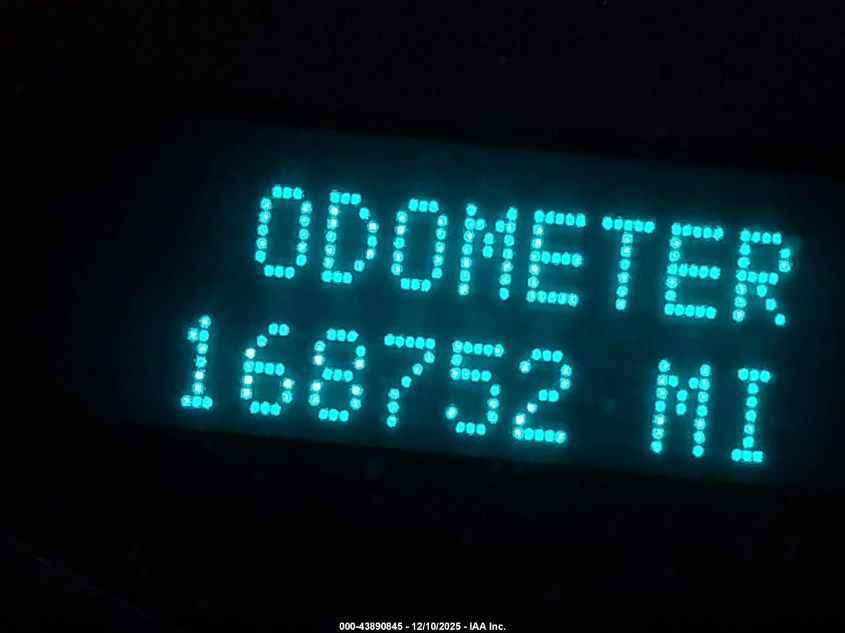 ODOMETER
168752 MI
000-43890845 - 12/10/2025 - IAA Inc.